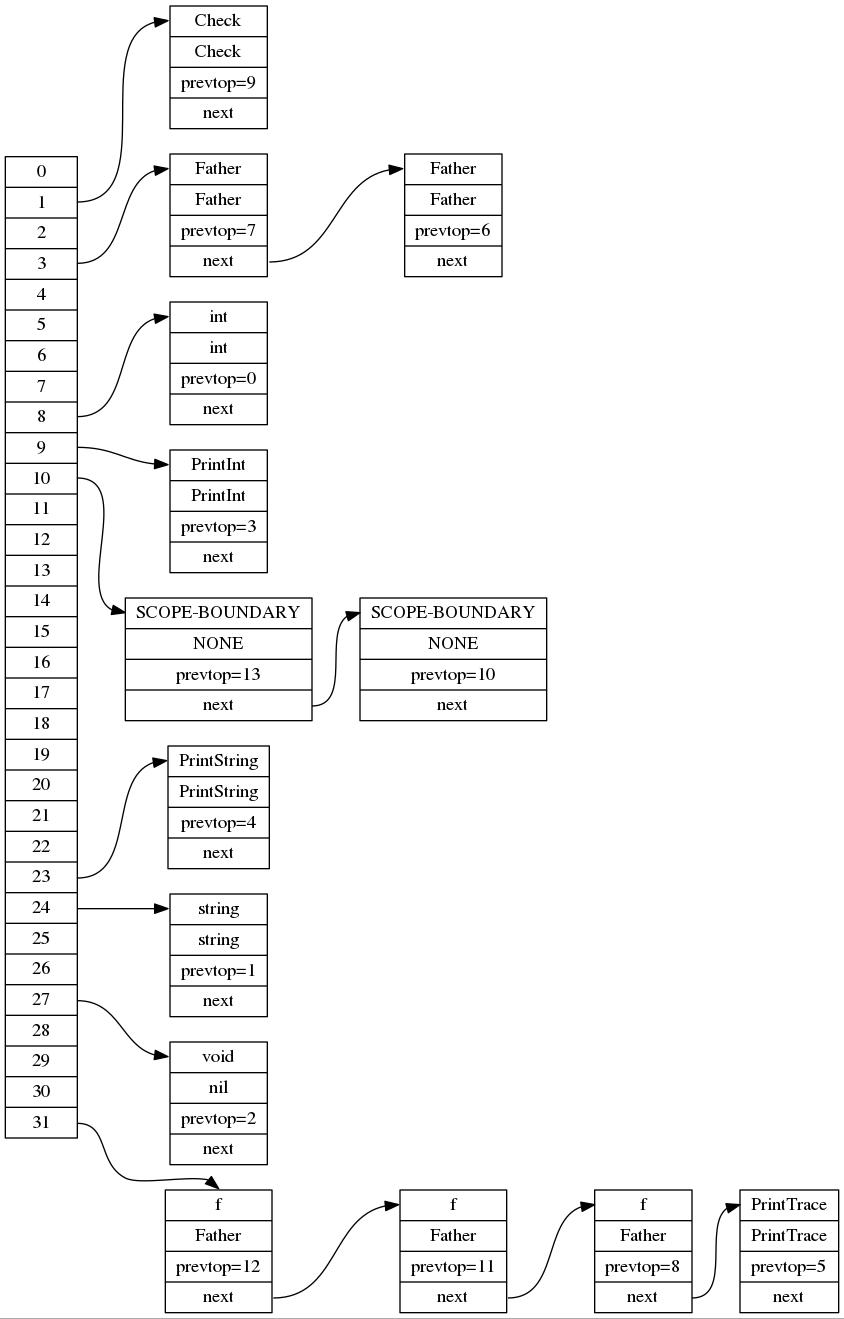 0
1
2
3
4
5
6
7
8
9
10
11
12
13
14
15
16
17
18
19
20
21
22
23
24
25
26
27
28
29
30
31
Check
Check
prevtop=9
next
Father
Father
prevtop=7
next
Father
Father
prevtop=6
next
int
int
prevtop=0
next
PrintInt
PrintInt
prevtop=3
next
SCOPE-BOUNDARY
NONE
prevtop=13
next
SCOPE-BOUNDARY
NONE
prevtop=10
next
PrintString
PrintString
prevtop=4
next
string
string
prevtop=1
next
void
nil
prevtop=2
next
f
Father
prevtop=12
next
f
Father
prevtop=11
next
f
Father
prevtop=8
next
PrintTrace
PrintTrace
prevtop=5
next